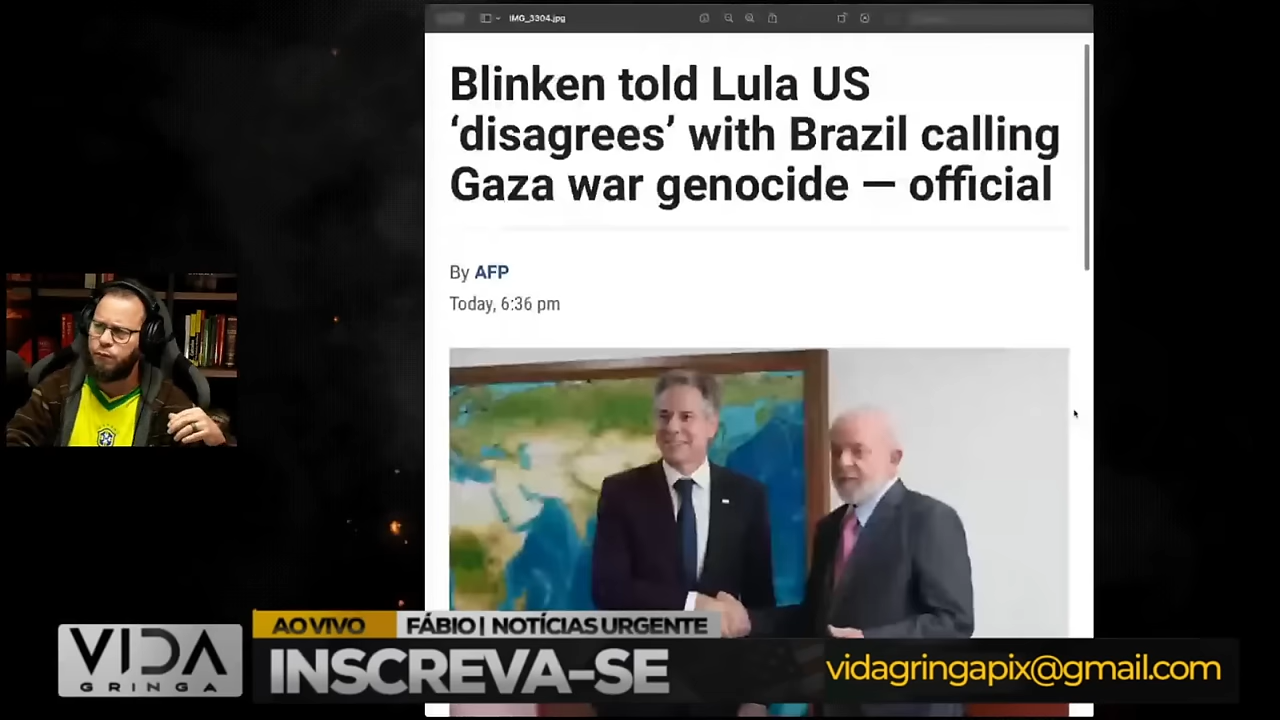 IMG_3304.jpg
Blinken told Lula US
‘disagrees’ with Brazil calling
Gaza war genocide — official
By AFP
Today, 6:36 pm
AO VIVO
FÁBIO | NOTÍCIAS URGENTE
VIDA
GRINGA
INSCREVA-SE
vidagringapix@gmail.com